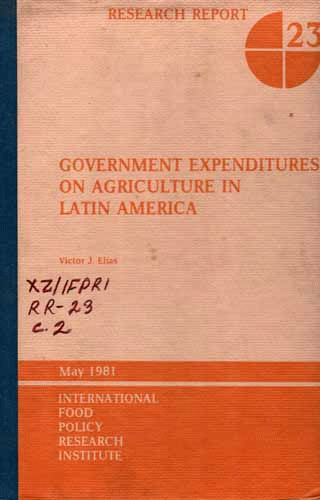 RESEARCH REPORT
23
GOVERNMENT EXPENDITURES
ON AGRICULTURE IN
LATIN AMERICA
Victor J. Elias
XZ/IFPRI
RR-23
C.2
May 1981
INTERNATIONAL
FOOD
POLICY
RESEARCH
INSTITUTE